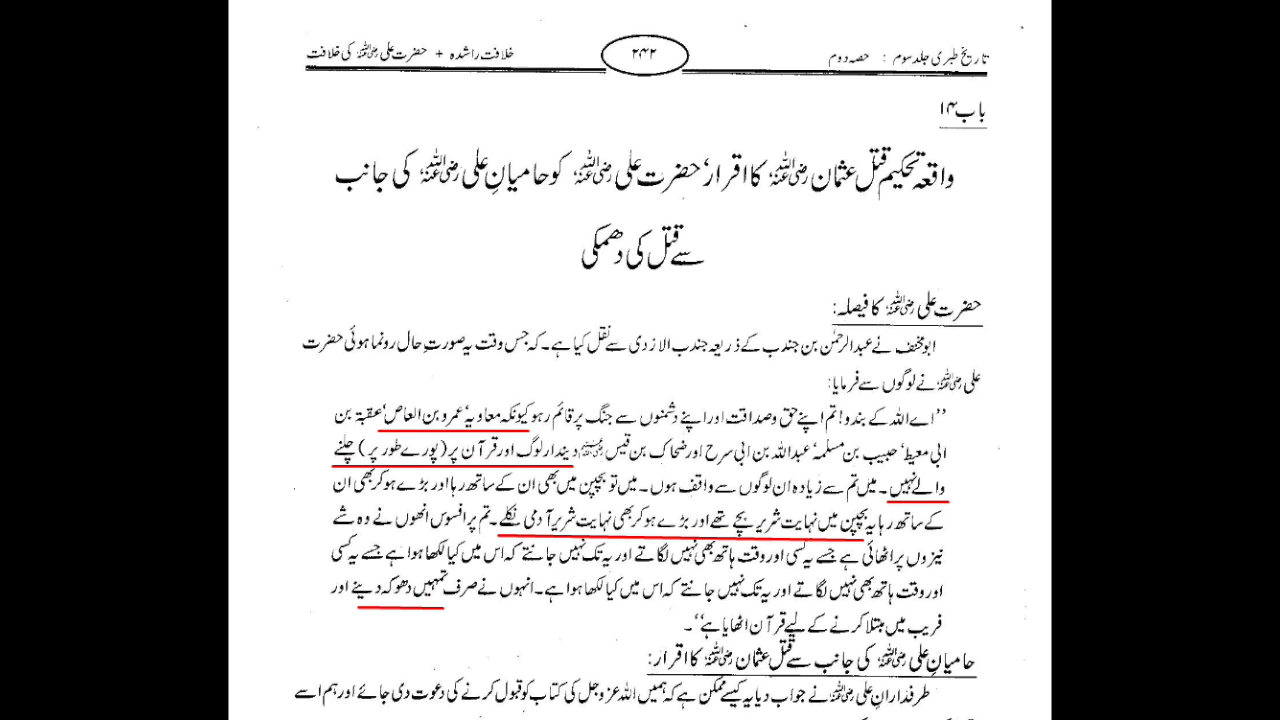 تاریخ طبری جلد سوم : حصہ دوم ۲۴۲ خلافت راشدہ + حضرت علی رضی اللہ عنہ کی خلافت
باب ۱۴
واقعہ تحکیم قتل عثمان رضی اللہ عنہ کا اقرار، حضرت علی رضی اللہ عنہ کو حامیانِ علی رضی اللہ عنہ کی جانب
سے قتل کی دھمکی
حضرت علی رضی اللہ عنہ کا فیصلہ:
ابو مخنف نے عبدالرحمٰن بن جندب کے ذریعہ جندب الازدی سے نقل کیا ہے۔ کہ جس وقت یہ صورتِ حال رونما ہوئی حضرت
علی رضی اللہ عنہ نے لوگوں سے فرمایا:
”اے اللہ کے بندو! تم اپنے حق و صداقت اور اپنے دشمنوں سے جنگ پر قائم رہو کیونکہ معاویہ‘ عمرو بن العاص‘ عقبۃ بن
ابی معیط‘ حبیب بن مسلمہ‘ عبداللہ بن ابی سرح اور ضحاک بن قیس دیندار لوگ اور قرآن پر (پورے طور پر) چلنے
والے نہیں۔ میں تم سے زیادہ ان لوگوں سے واقف ہوں۔ میں تو بچپن میں بھی ان کے ساتھ رہا اور بڑے ہو کر بھی ان
کے ساتھ رہا یہ بچپن میں نہایت شریر بچے تھے اور بڑے ہو کر بھی نہایت شریر آدمی نکلے۔ تم پر افسوس انھوں نے وہ شے
نیزوں پر اٹھائی ہے جسے یہ کسی اور وقت ہاتھ بھی نہیں لگاتے اور یہ تک نہیں جانتے کہ اس میں کیا لکھا ہوا ہے جسے یہ کسی
اور وقت ہاتھ بھی نہیں لگاتے اور یہ تک نہیں جانتے کہ اس میں کیا لکھا ہوا ہے۔ انہوں نے صرف تمہیں دھوکہ دینے اور
فریب میں مبتلا کرنے کے لیے قرآن اٹھایا ہے“۔
حامیانِ علی رضی اللہ عنہ کی جانب سے قتل عثمان رضی اللہ عنہ کا اقرار:
طرفدارانِ علی رضی اللہ عنہ نے جواب دیا یہ کیسے ممکن ہے کہ ہمیں اللہ عز و جل کی کتاب کو قبول کرنے کی دعوت دی جائے اور ہم اسے